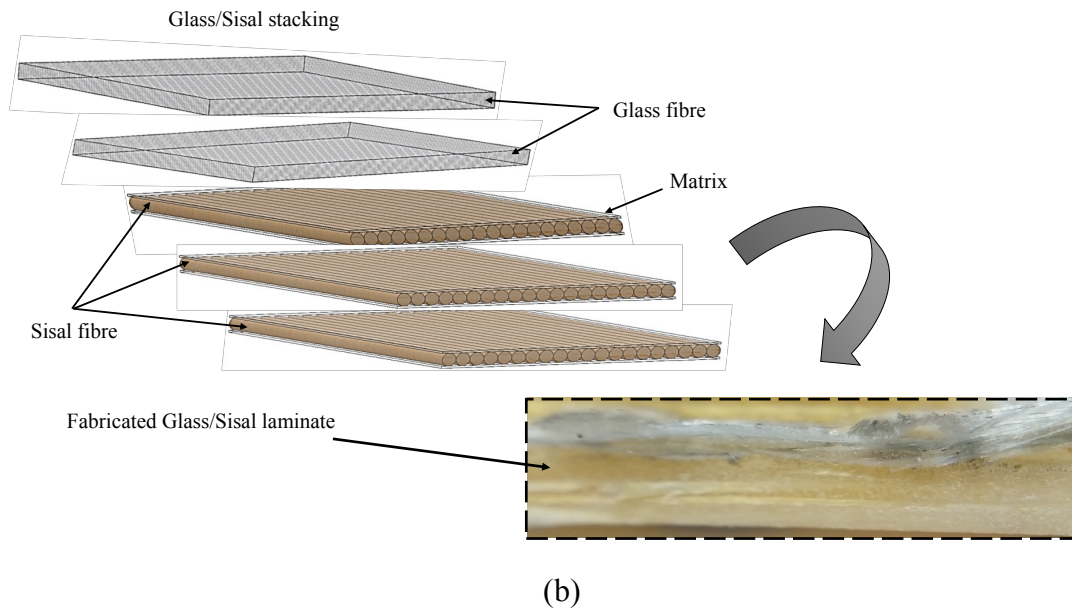 Glass/Sisal stacking
Glass fibre
Matrix
Sisal fibre
Fabricated Glass/Sisal laminate
(b)